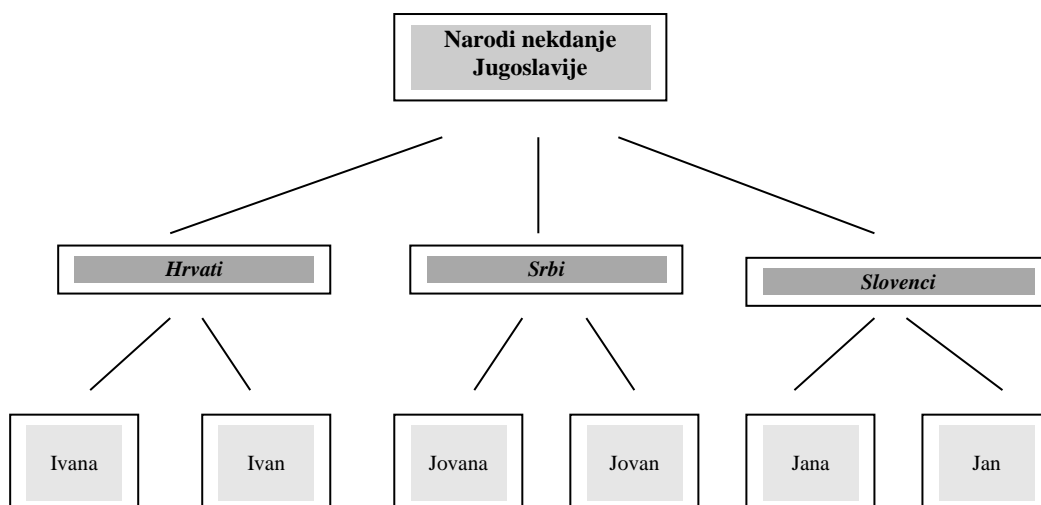 Narodi nekdanje
Jugoslavije
Hrvati
Srbi
Slovenci
Ivana
Ivan
Jovana
Jovan
Jana
Jan